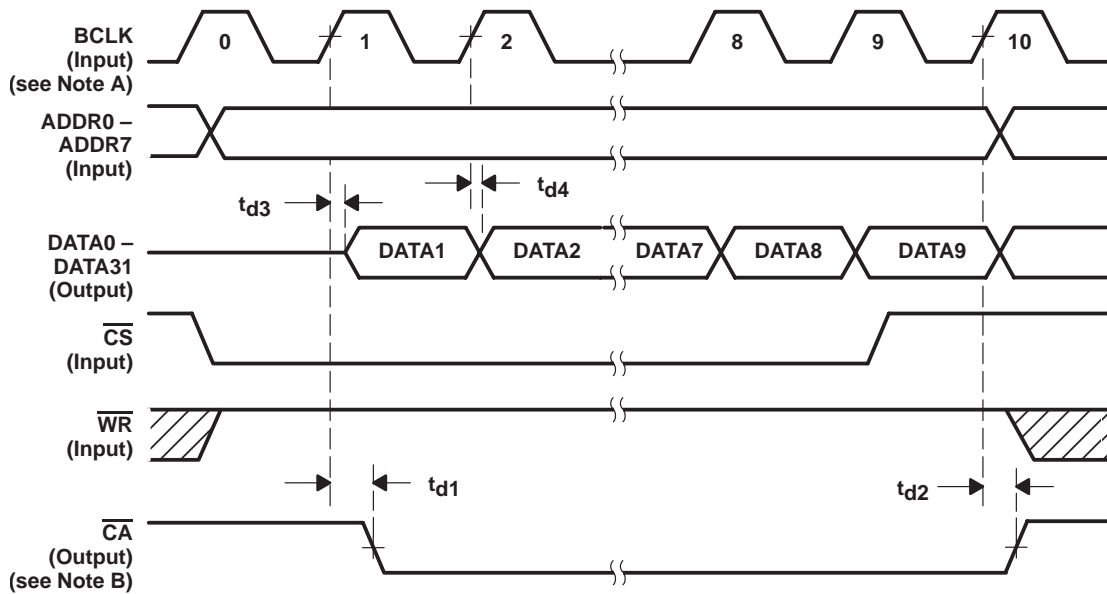 BCLK
(Input)
(see Note A)
0
1
2
8
9
10
ADDR0 –
ADDR7
(Input)
td3
td4
DATA0 –
DATA31
(Output)
DATA1
DATA2
DATA7
DATA8
DATA9
CS
(Input)
WR
(Input)
td1
td2
CA
(Output)
(see Note B)